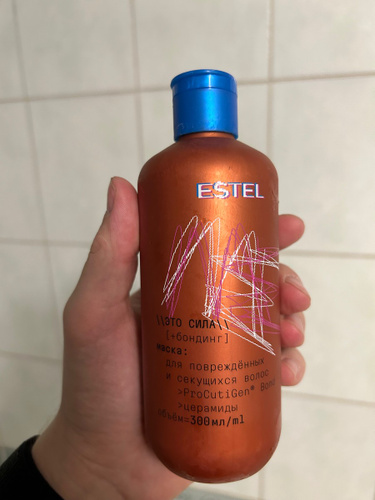 ESTEL
\\ЭТО СИЛА\\
[+бондинг]
маска:
для повреждённых
и секущихся волос
>ProCutiGen® Bond
>церамиды
объём=300мл/ml